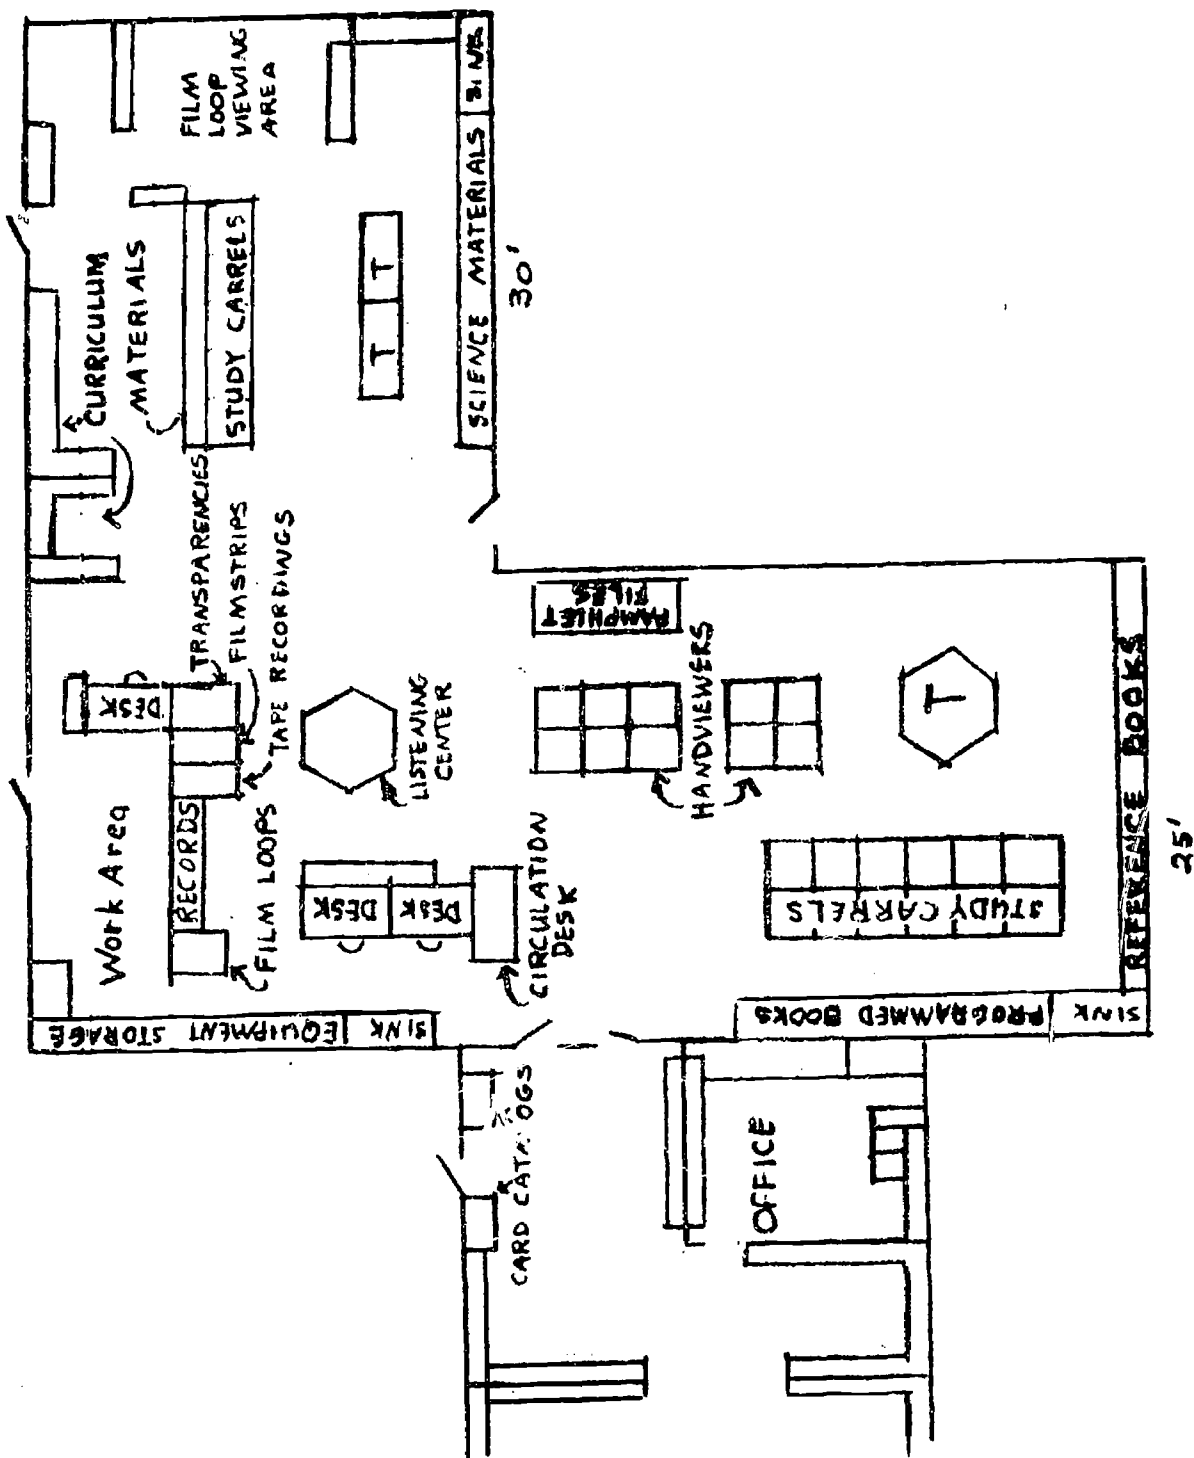 FILM
LOOP
VIEWING
AREA
SINK
SCIENCE MATERIALS
30'
CURRICULUM
MATERIALS
STUDY CARRELS
T
T
TRANSPARENCIES
FILMSTRIPS
TAPE RECORDINGS
DESK
Work Area
RECORDS
FILM LOOPS
LISTENING
CENTER
PAMPHLET
FILES
HANDVIEWERS
T
REFERENCE BOOKS
25'
DESK
DESK
CIRCULATION
DESK
STUDY CARRELS
EQUIPMENT STORAGE
SINK
PROGRAMMED BOOKS
SINK
CARD CATALOGS
OFFICE